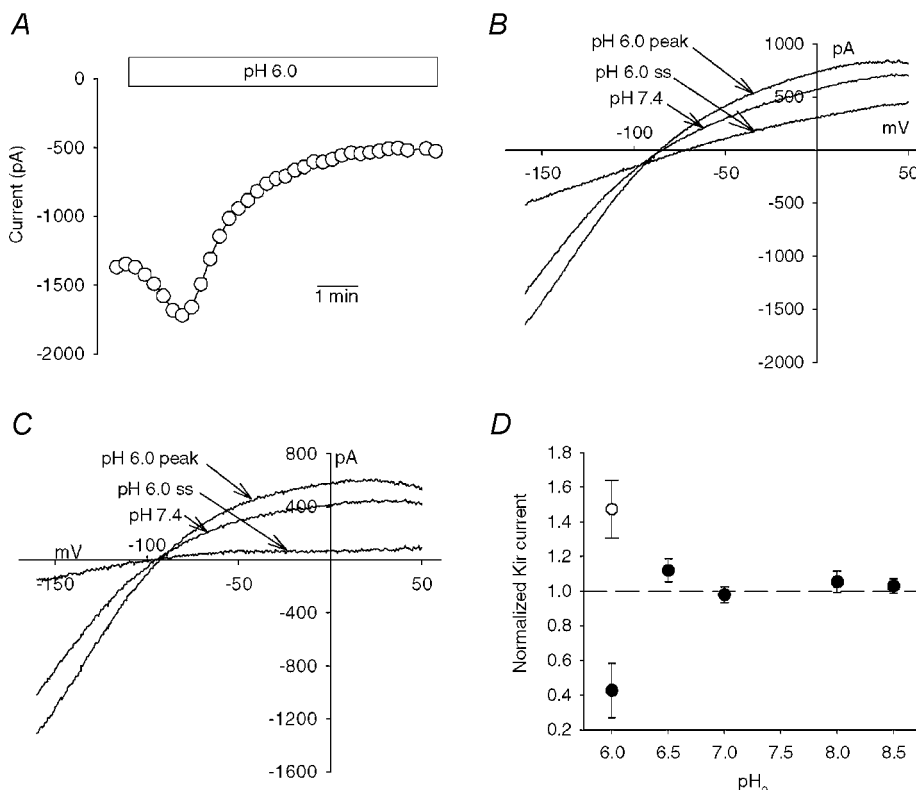 A
pH 6.0
0
-500
-1000
-1500
-2000
Current (pA)
1 min
B
pH 6.0 peak
pH 6.0 ss
pH 7.4
pA
mV
1000
500
-500
-1000
-1500
-2000
-150
-100
-50
0
50
C
pH 6.0 peak
pH 6.0 ss
pH 7.4
pA
mV
800
400
-400
-800
-1200
-1600
-150
-100
-50
0
50
D
Normalized Kir current
1.8
1.6
1.4
1.2
1.0
0.8
0.6
0.4
0.2
6.0 6.5 7.0 8.0 8.5
pHo